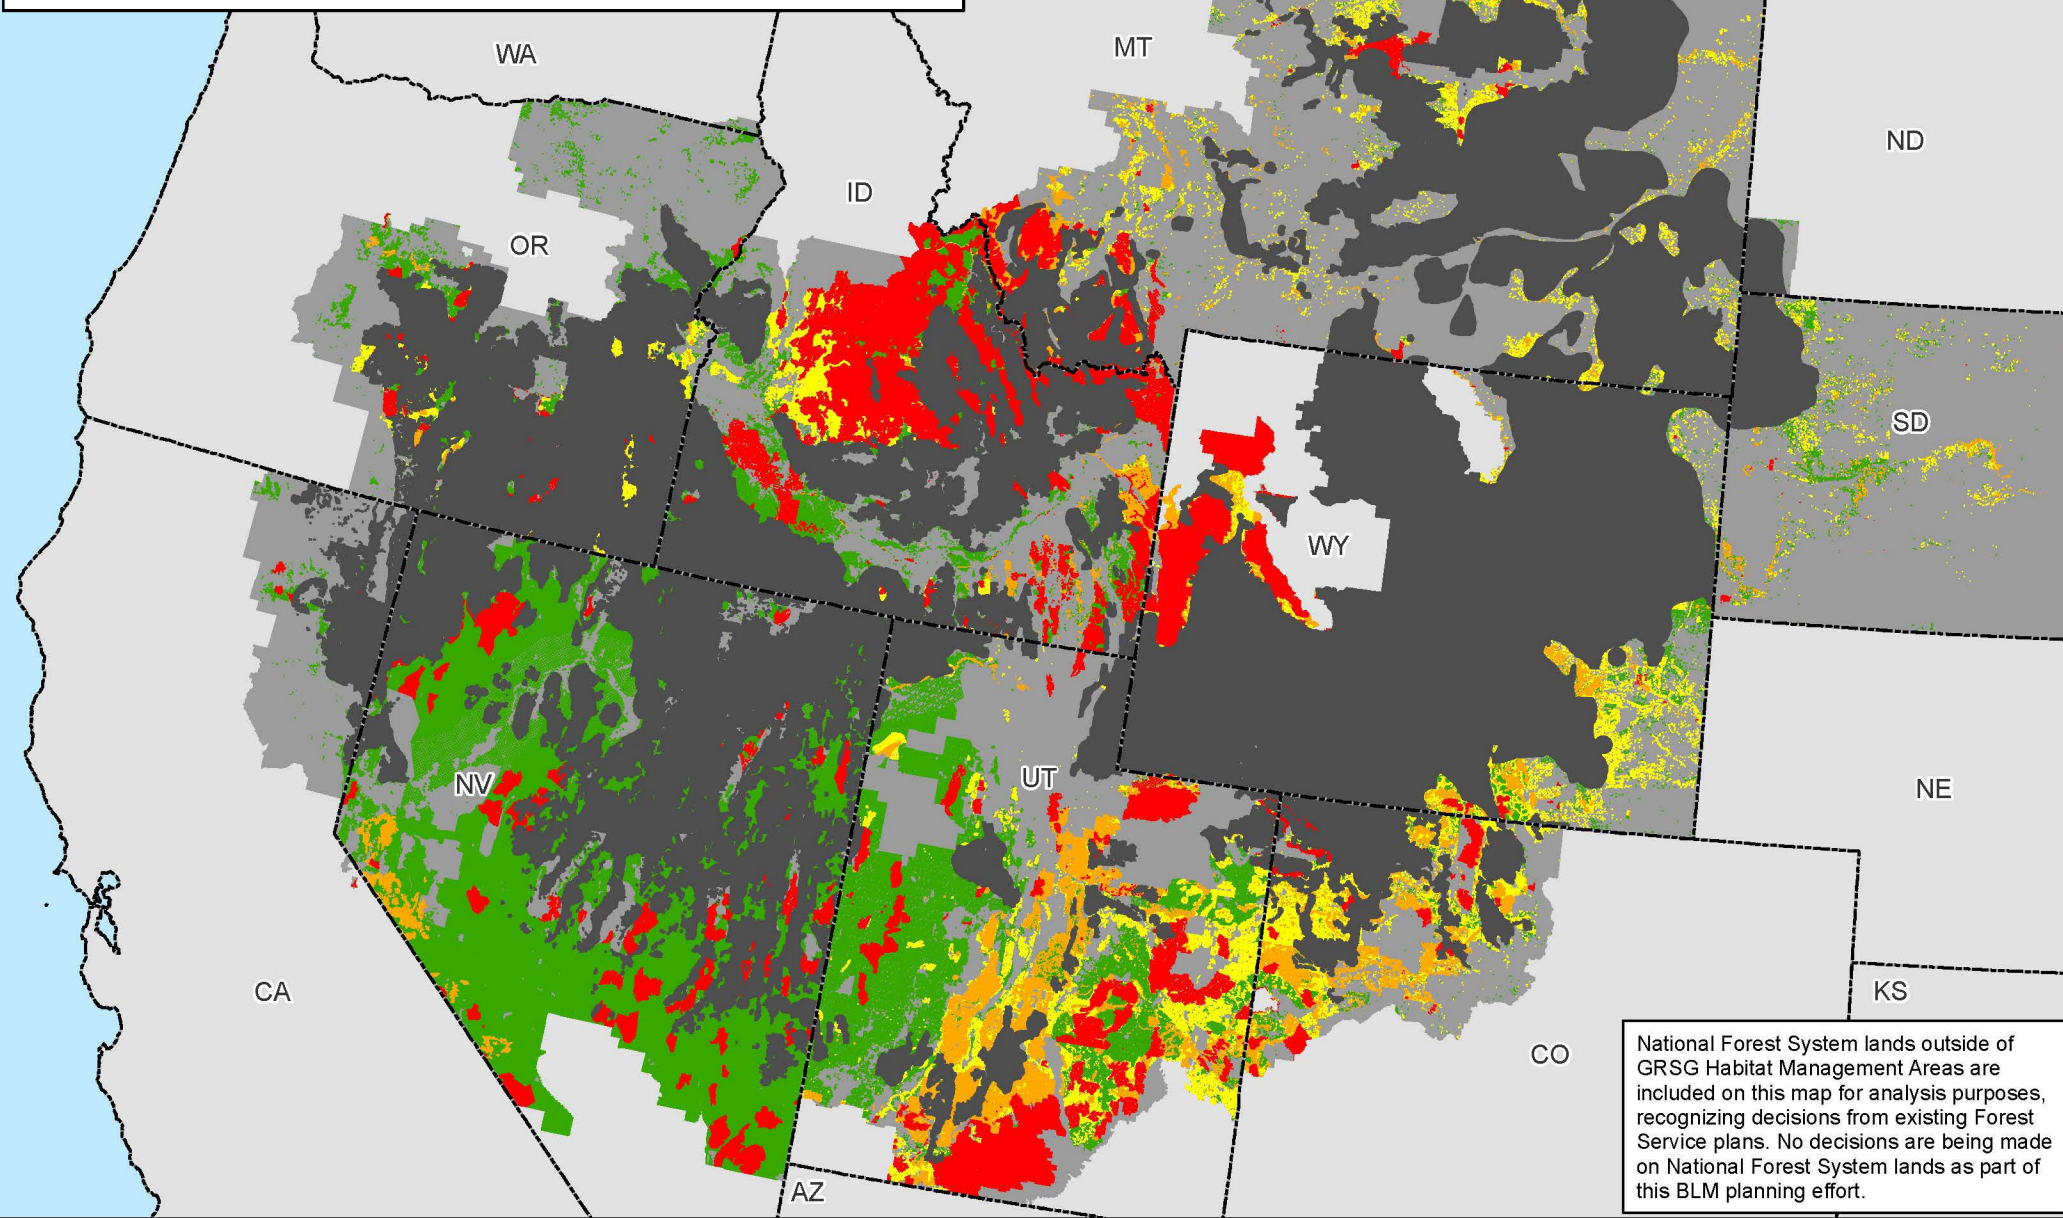 WA
MT
ND
ID
OR
SD
WY
NV
UT
NE
CA
KS
CO
AZ
National Forest System lands outside of
GRSG Habitat Management Areas are
included on this map for analysis purposes,
recognizing decisions from existing Forest
Service plans. No decisions are being made
on National Forest System lands as part of
this BLM planning effort.